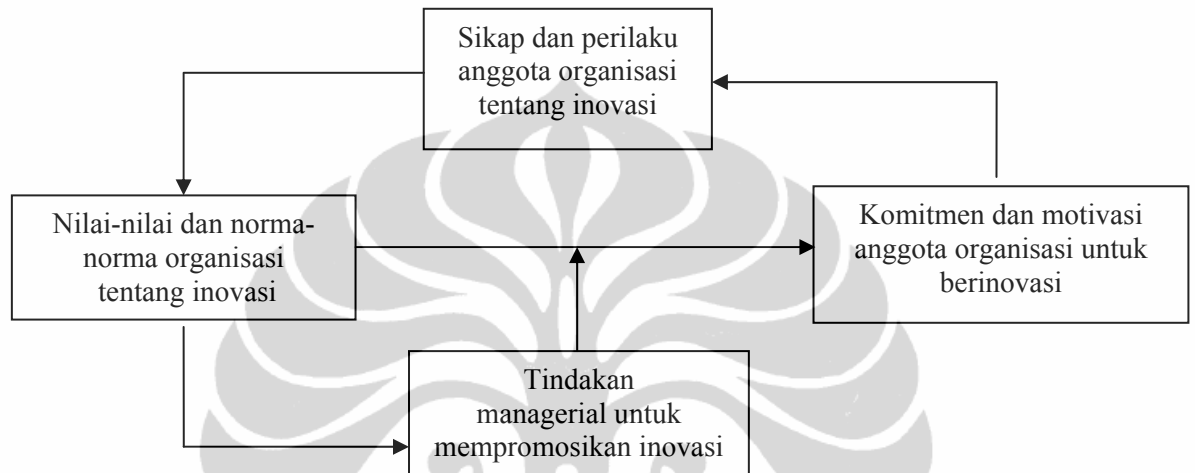 Sikap dan perilaku
anggota organisasi
tentang inovasi
Nilai-nilai dan norma-
norma organisasi
tentang inovasi
Komitmen dan motivasi
anggota organisasi untuk
berinovasi
Tindakan
managerial untuk
mempromosikan inovasi